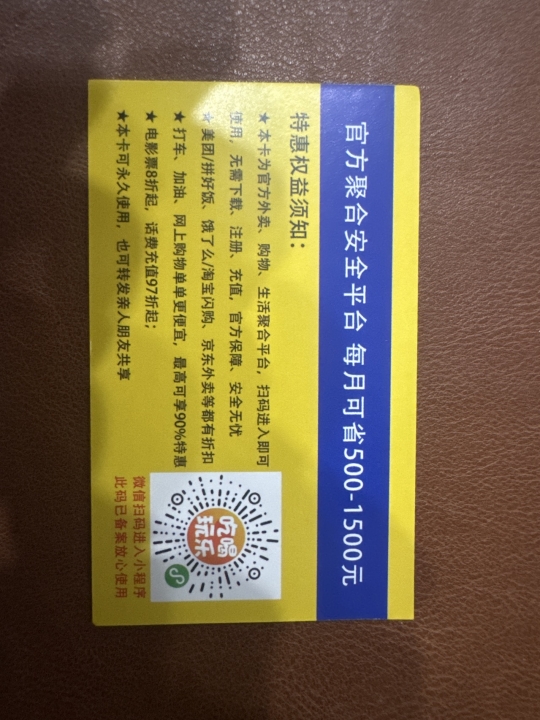 官方聚合安全平台 每月可省500-1500元
特惠权益须知：
★本卡为官方外卖、购物、生活聚合平台，扫码进入即可
使用，无需下载、注册、充值，官方保障、安全无忧
★美团/拼好饭、饿了么/淘宝闪购、京东外卖等都有折扣
★打车、加油、网上购物单单更便宜，最高可享90%特惠
★电影票8折起，话费充值97折起；
★本卡可永久使用，也可转发亲人朋友共享
吃喝
玩乐
微信扫码进入小程序
此码已备案放心使用